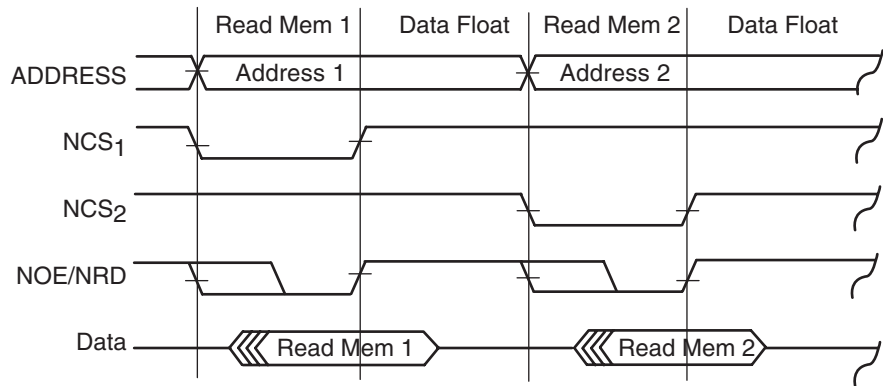 Read Mem 1 Data Float Read Mem 2 Data Float
ADDRESS Address 1 Address 2
NCS1
NCS2
NOE/NRD
Data Read Mem 1 Read Mem 2